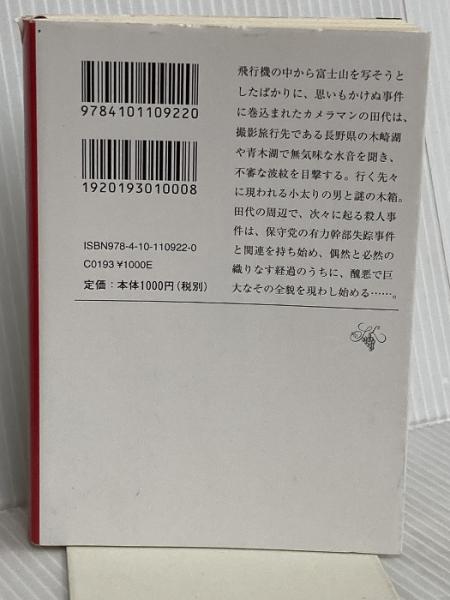 飛行機の中から富士山を写そうと
したばかりに、思いもかけぬ事件
に巻込まれたカメラマンの田代は、
撮影旅行先である長野県の木崎湖
や青木湖で無気味な水音を聞き、
不審な波紋を目撃する。行く先々
に現われる小太りの男と謎の木箱。
田代の周辺で、次々に起る殺人事
件は、保守党の有力幹部失踪事件
と関連を持ち始め、偶然と必然の
織りなす経過のうちに、醜悪で巨
大なその全貌を現わし始める……。
9784101109220
1920193010008
ISBN978-4-10-110922-0
C0193 ¥1000E
定価：本体1000円（税別）